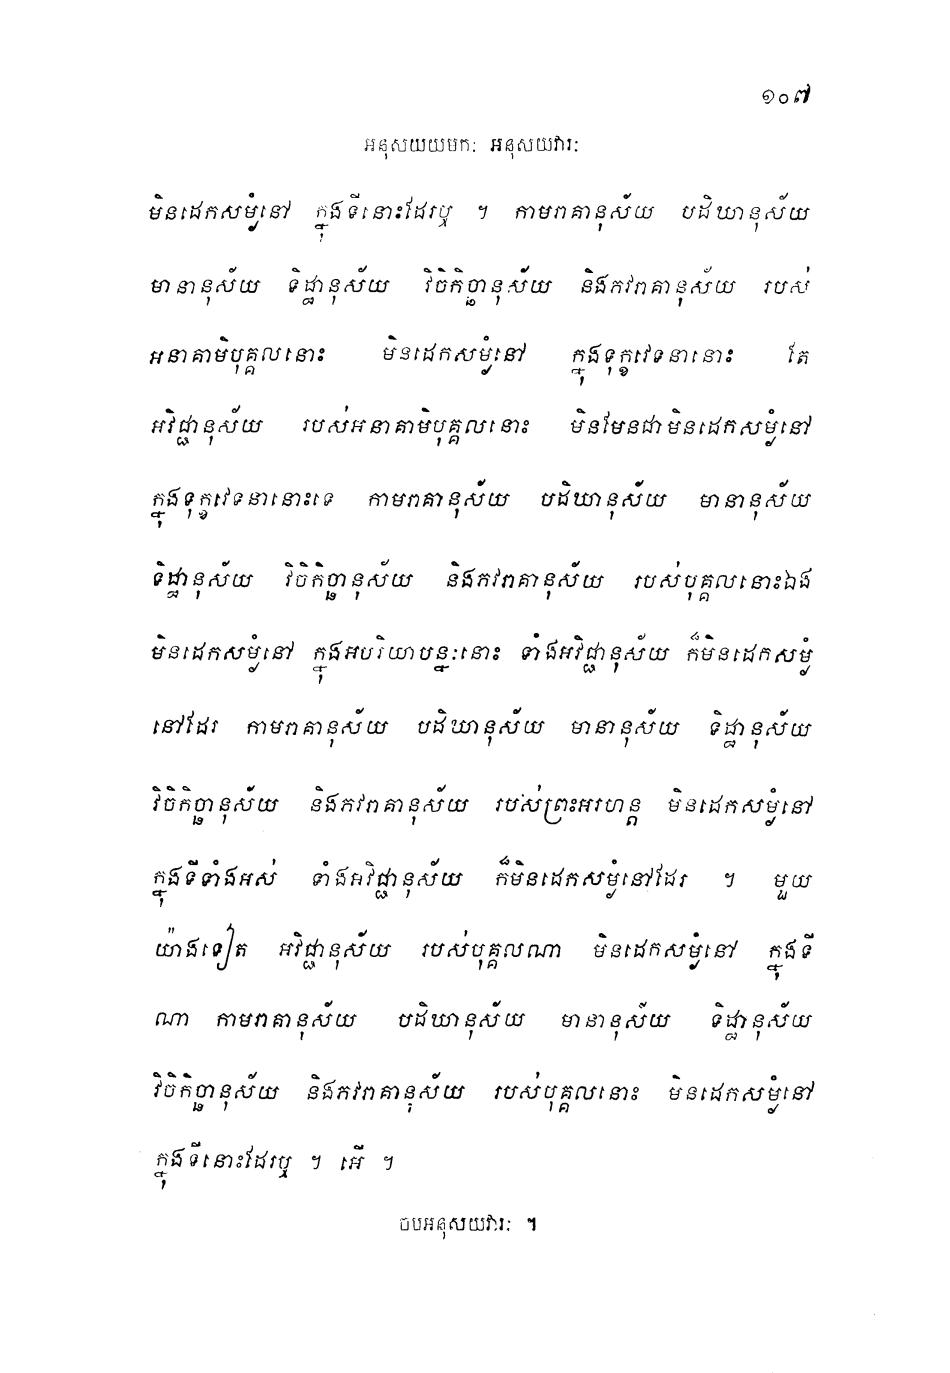 ១០៧
អនុសយយមកៈ អនុសយវារៈ
មិនដេកសម្ងំនៅ ក្នុងទីនោះដែរឬ ។ កាមរាគានុស័យ បដិឃានុស័យ
មានានុស័យ ទិដ្ឋានុស័យ វិចិកិច្ឆានុស័យ និងភវរាគានុស័យ របស់
អនាគាមិបុគ្គលនោះ មិនដេកសម្ងំនៅ ក្នុងទុក្ខវេទនានោះ តែ
អវិជ្ជានុស័យ របស់អនាគាមិបុគ្គលនោះ មិនមែនជាមិនដេកសម្ងំនៅ
ក្នុងទុក្ខវេទនានោះទេ កាមរាគានុស័យ បដិឃានុស័យ មានានុស័យ
ទិដ្ឋានុស័យ វិចិកិច្ឆានុស័យ និងភវរាគានុស័យ របស់បុគ្គលនោះឯង
មិនដេកសម្ងំនៅ ក្នុងអបរិយាបន្នៈនោះ ទាំងអវិជ្ជានុស័យ ក៏មិនដេកសម្ងំ
នៅដែរ កាមរាគានុស័យ បដិឃានុស័យ មានានុស័យ ទិដ្ឋានុស័យ
វិចិកិច្ឆានុស័យ និងភវរាគានុស័យ របស់ព្រះអរហន្ត មិនដេកសម្ងំនៅ
ក្នុងទីទាំងអស់ ទាំងអវិជ្ជានុស័យ ក៏មិនដេកសម្ងំនៅដែរ ។ មួយ
យ៉ាងទៀត អវិជ្ជានុស័យ របស់បុគ្គលណា មិនដេកសម្ងំនៅ ក្នុងទី
ណា កាមរាគានុស័យ បដិឃានុស័យ មានានុស័យ ទិដ្ឋានុស័យ
វិចិកិច្ឆានុស័យ និងភវរាគានុស័យ របស់បុគ្គលនោះ មិនដេកសម្ងំនៅ
ក្នុងទីនោះដែរឬ ។ អើ ។
ចបអនុសយវារៈ ។